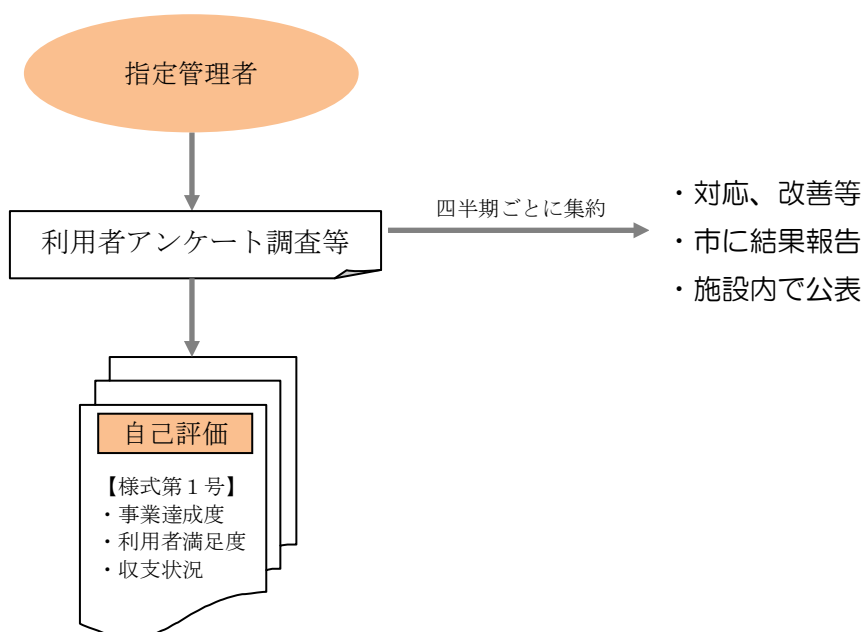 指定管理者
利用者アンケート調査等
四半期ごとに集約
・対応、改善等
・市に結果報告
・施設内で公表
自己評価
【様式第１号】
・事業達成度
・利用者満足度
・収支状況